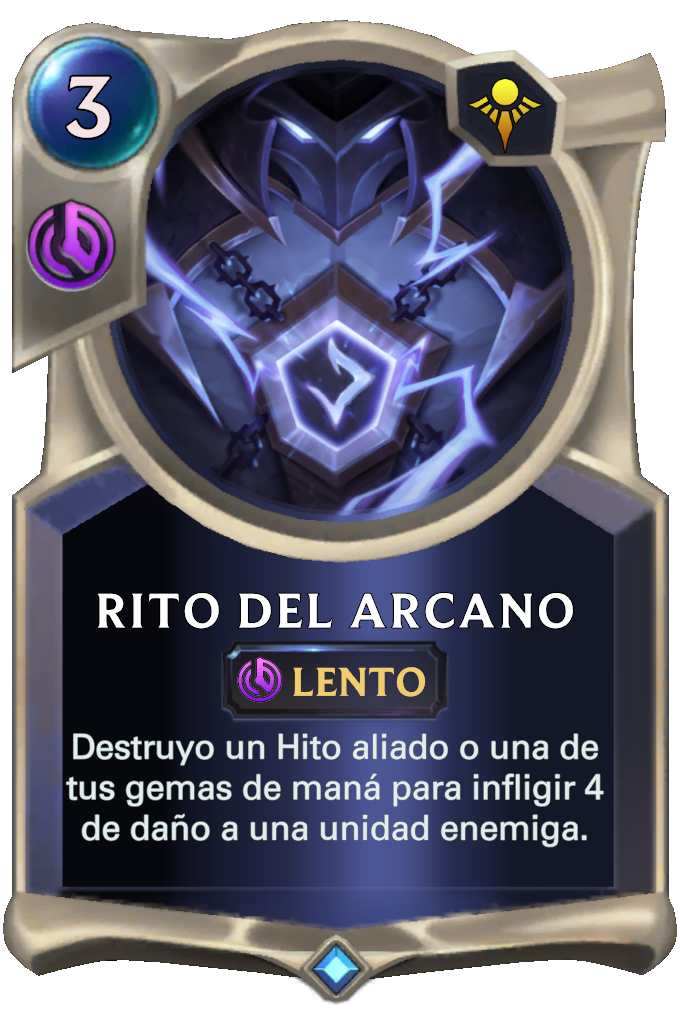 3
RITO DEL ARCANO
LENTO
Destruyo un Hito aliado o una de
tus gemas de maná para infligir 4
de daño a una unidad enemiga.